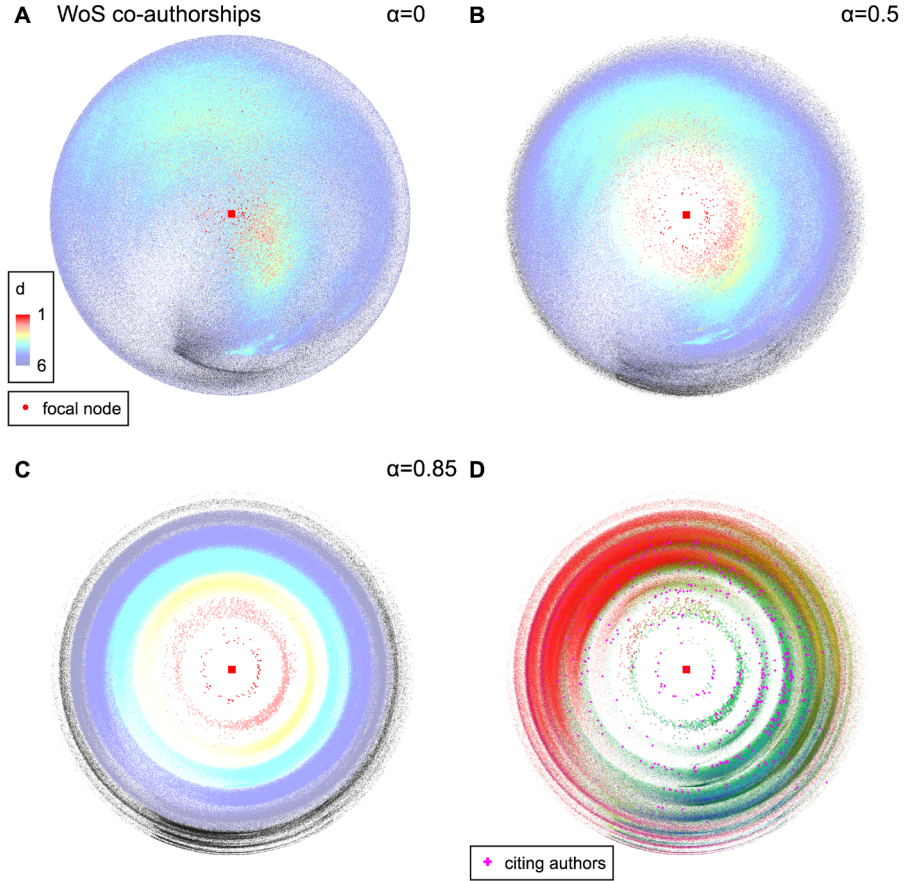 A WoS co-authorships α=0
B α=0.5
d
1
6
focal node
C α=0.85
D
citing authors